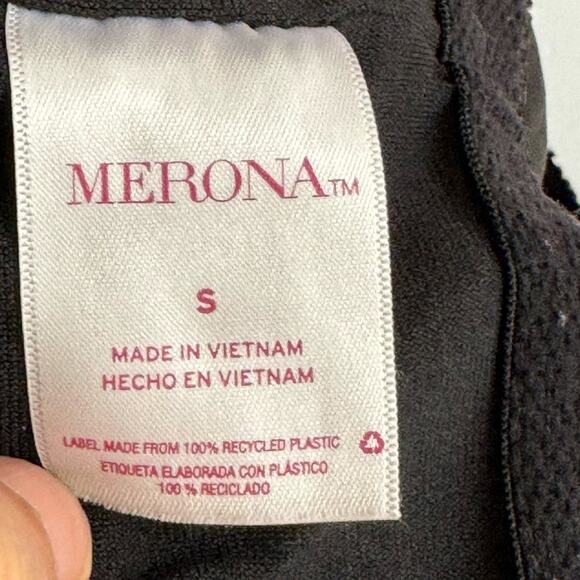 MERONA™
S
MADE IN VIETNAM
HECHO EN VIETNAM
LABEL MADE FROM 100% RECYCLED PLASTIC
ETIQUETA ELABORADA CON PLÁSTICO
100% RECICLADO